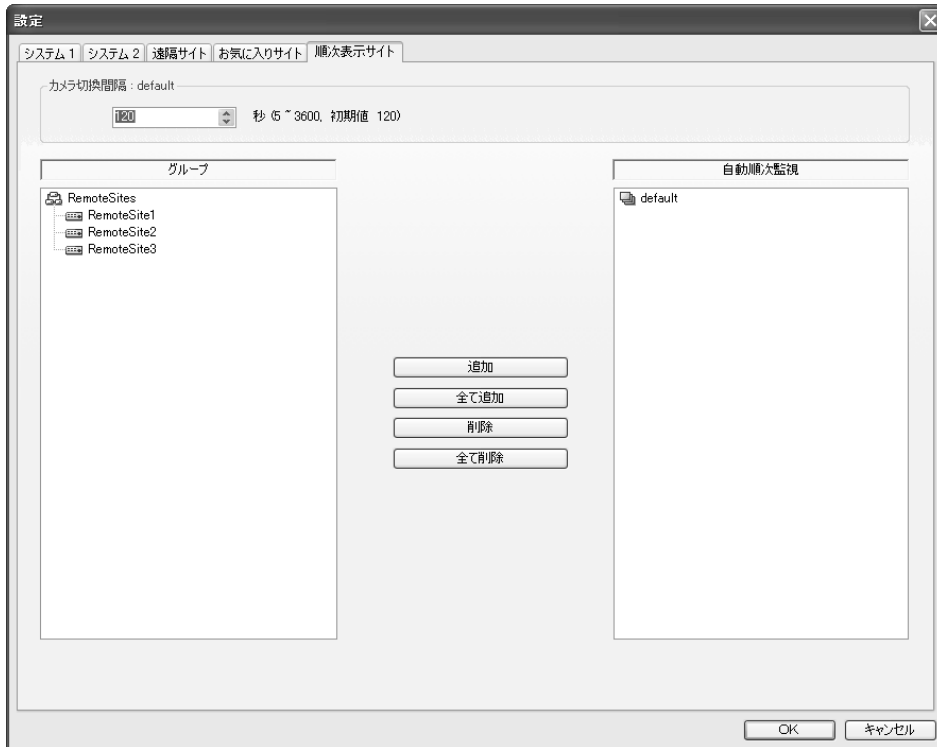 設定
システム 1 システム 2 遠隔サイト お気に入りサイト 順次表示サイト
カメラ切換間隔 : default
120 秒 (5 ~ 3600, 初期値 120)
グループ
RemoteSites
RemoteSite1
RemoteSite2
RemoteSite3
追加
全て追加
削除
全て削除
自動順次監視
default
OK キャンセル